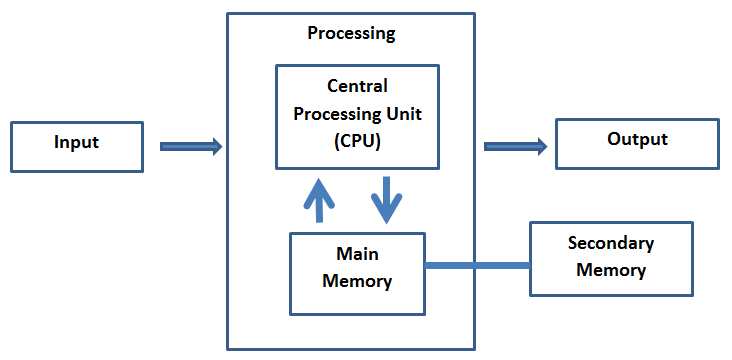 Processing
Central
Processing Unit
(CPU)
Input
Output
Main
Memory
Secondary
Memory